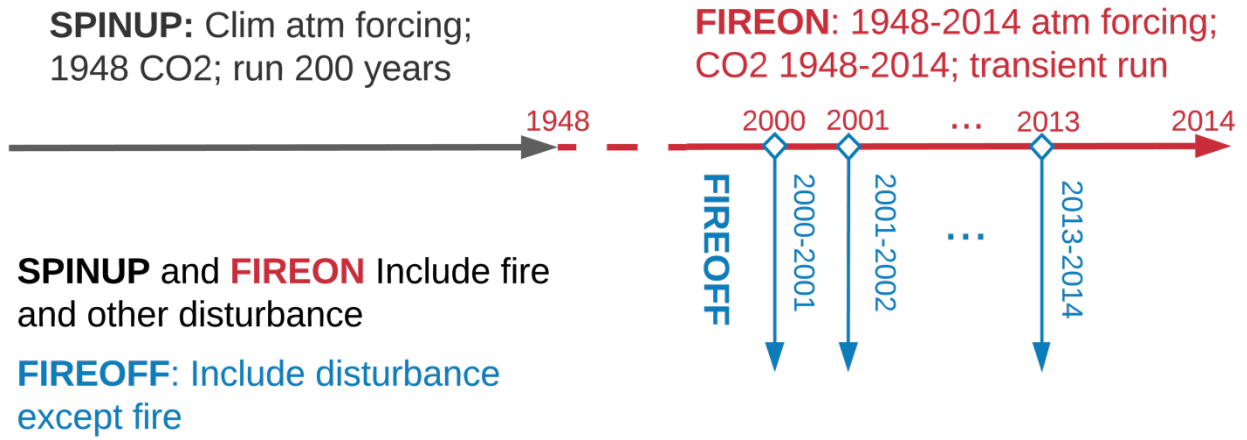 SPINUP: Clim atm forcing;
1948 CO2; run 200 years
FIREON: 1948-2014 atm forcing;
CO2 1948-2014; transient run
1948
2000
2001
...
2013
2014
FIREOFF
2000-2001
2001-2002
...
2013-2014
SPINUP and FIREON Include fire
and other disturbance
FIREOFF: Include disturbance
except fire